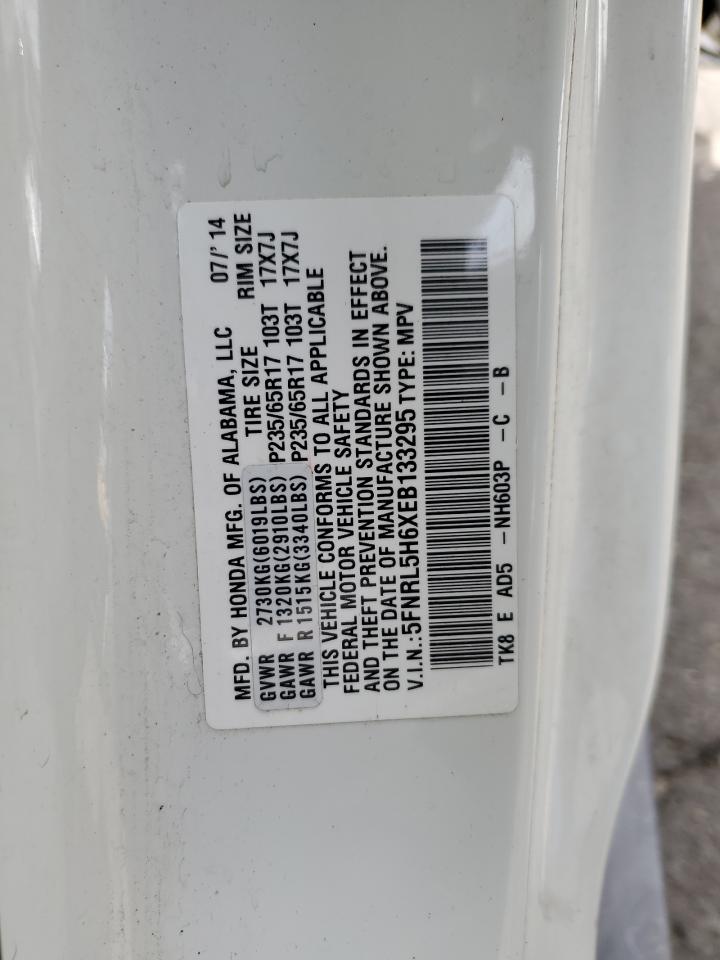 MFD. BY HONDA MFG. OF ALABAMA, LLC 07/'14
GVWR 2730KG(6019LBS) TIRE SIZE RIM SIZE
GAWR F 1320KG(2910LBS) P235/65R17 103T 17X7J
GAWR R 1515KG(3340LBS) P235/65R17 103T 17X7J
THIS VEHICLE CONFORMS TO ALL APPLICABLE
FEDERAL MOTOR VEHICLE SAFETY
AND THEFT PREVENTION STANDARDS IN EFFECT
ON THE DATE OF MANUFACTURE SHOWN ABOVE.
V.I.N.:5FNRL5H6XEB133295 TYPE: MPV
TK8 E AD5 -NH603P -C -B